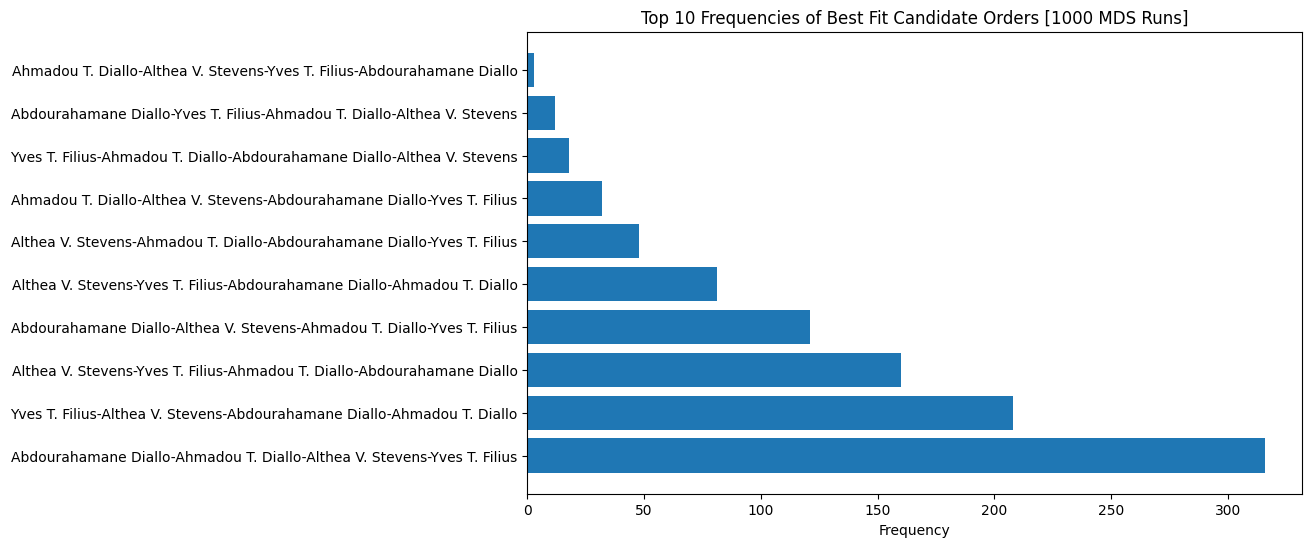 Top 10 Frequencies of Best Fit Candidate Orders [1000 MDS Runs]
Ahmadou T. Diallo-Althea V. Stevens-Yves T. Filius-Abdourahamane Diallo
Abdourahamane Diallo-Yves T. Filius-Ahmadou T. Diallo-Althea V. Stevens
Yves T. Filius-Ahmadou T. Diallo-Abdourahamane Diallo-Althea V. Stevens
Ahmadou T. Diallo-Althea V. Stevens-Abdourahamane Diallo-Yves T. Filius
Althea V. Stevens-Ahmadou T. Diallo-Abdourahamane Diallo-Yves T. Filius
Althea V. Stevens-Yves T. Filius-Abdourahamane Diallo-Ahmadou T. Diallo
Abdourahamane Diallo-Althea V. Stevens-Ahmadou T. Diallo-Yves T. Filius
Althea V. Stevens-Yves T. Filius-Ahmadou T. Diallo-Abdourahamane Diallo
Yves T. Filius-Althea V. Stevens-Abdourahamane Diallo-Ahmadou T. Diallo
Abdourahamane Diallo-Ahmadou T. Diallo-Althea V. Stevens-Yves T. Filius
0 50 100 150 200 250 300
Frequency